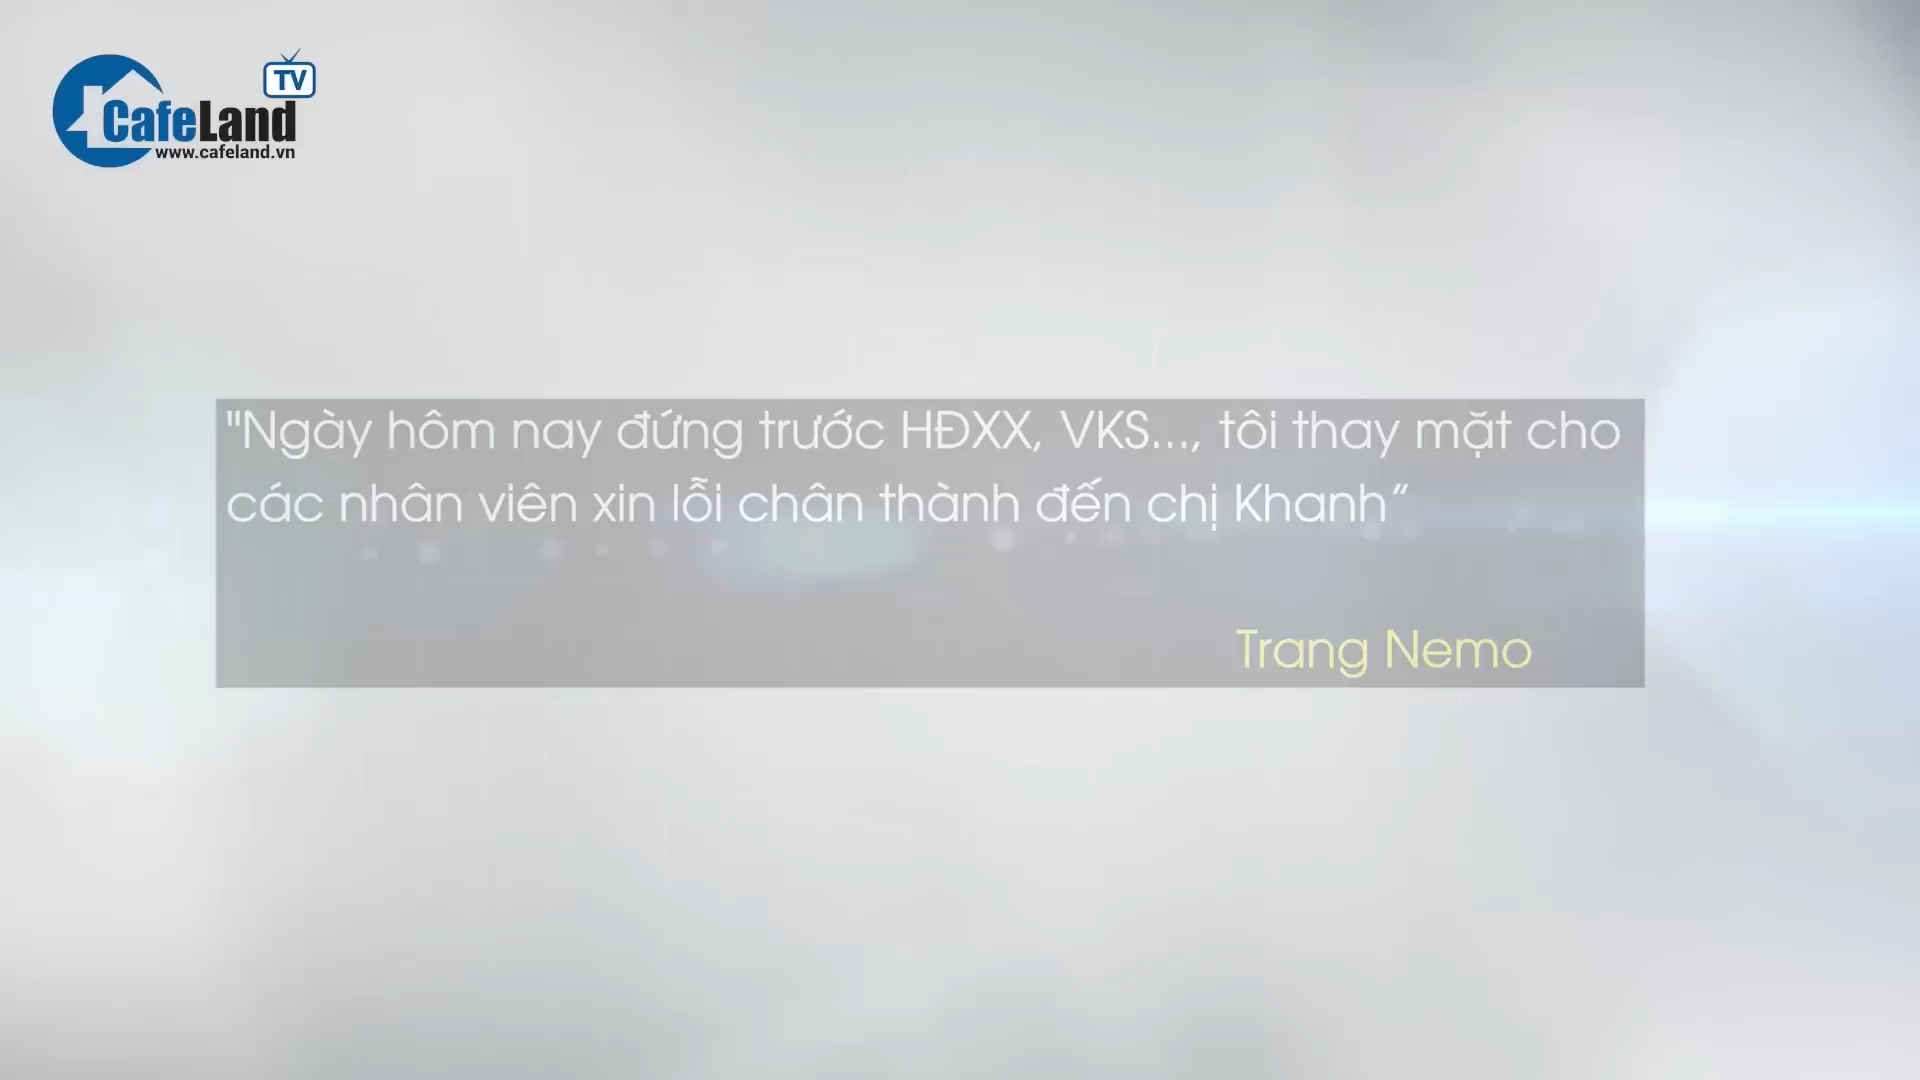 TV
CafeLand
www.cafeland.vn
"Ngày hôm nay đứng trước HĐXX, VKS..., tôi thay mặt cho
các nhân viên xin lỗi chân thành đến chị Khanh“
Trang Nemo